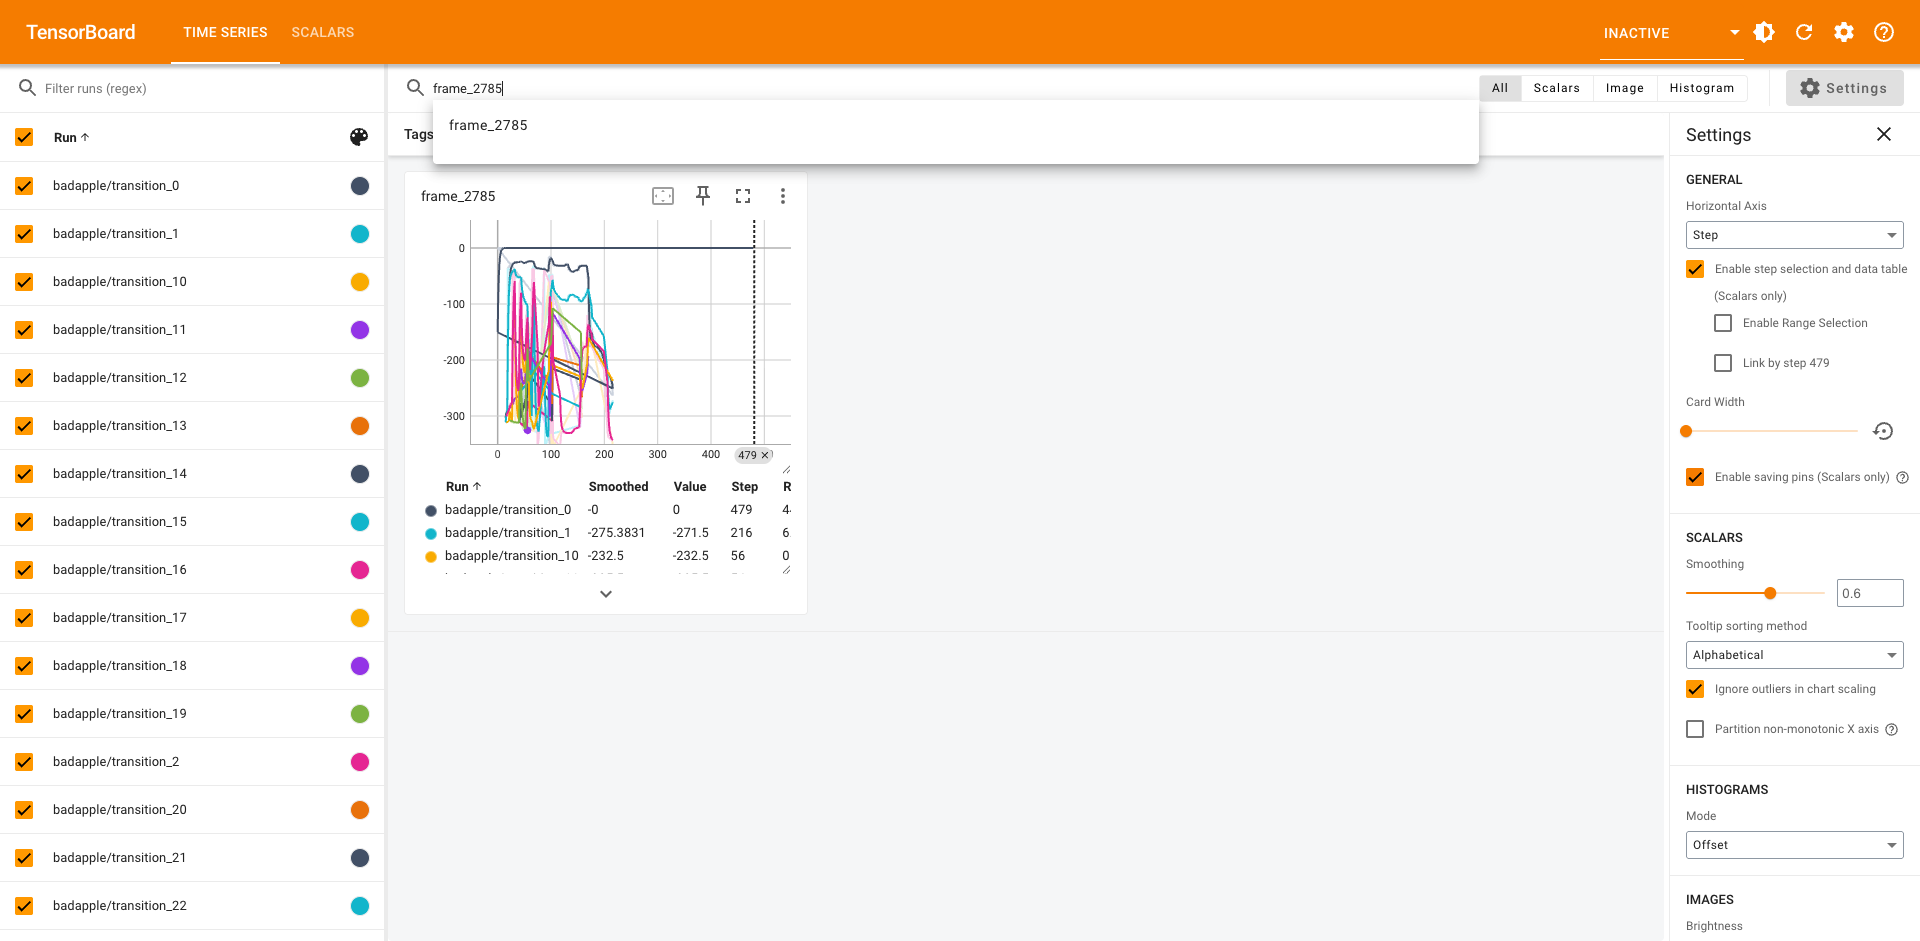 TensorBoard TIME SERIES SCALARS INACTIVE
Filter runs (regex)
frame_2785
All Scalars Image Histogram Settings
frame_2785
Run
Tags
Settings
badapple/transition_0
badapple/transition_1
badapple/transition_10
badapple/transition_11
badapple/transition_12
badapple/transition_13
badapple/transition_14
badapple/transition_15
badapple/transition_16
badapple/transition_17
badapple/transition_18
badapple/transition_19
badapple/transition_2
badapple/transition_20
badapple/transition_21
badapple/transition_22
frame_2785
0
-100
-200
-300
0 100 200 300 400 479
Run Smoothed Value Step R
badapple/transition_0 -0 0 479 4
badapple/transition_1 -275.3831 -271.5 216 6
badapple/transition_10 -232.5 -232.5 56 0
GENERAL
Horizontal Axis
Step
Enable step selection and data table
(Scalars only)
Enable Range Selection
Link by step 479
Card Width
Enable saving pins (Scalars only)
SCALARS
Smoothing
0.6
Tooltip sorting method
Alphabetical
Ignore outliers in chart scaling
Partition non-monotonic X axis
HISTOGRAMS
Mode
Offset
IMAGES
Brightness